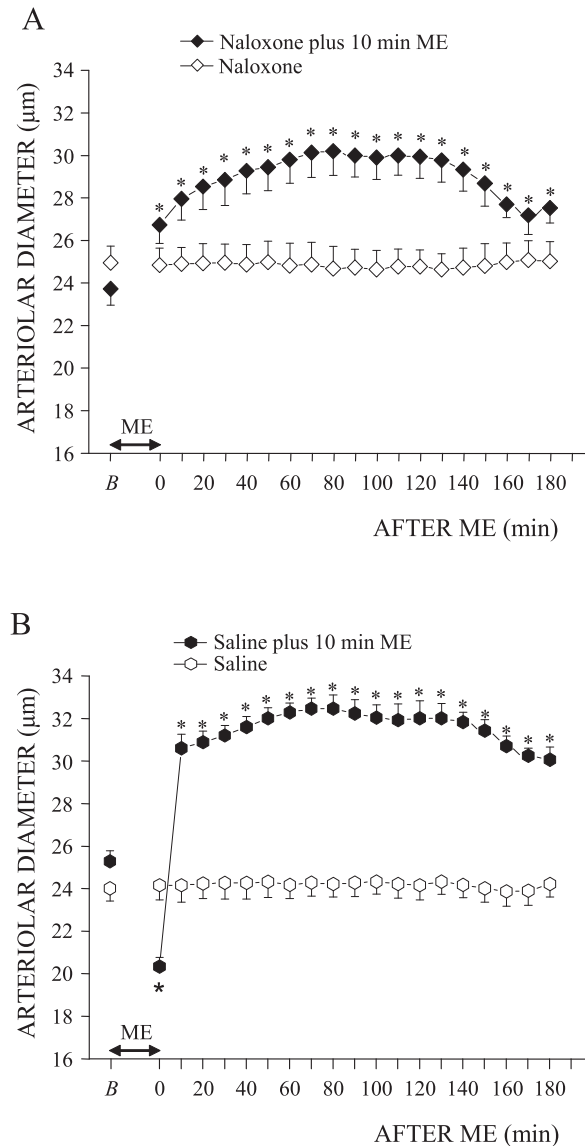 A
Naloxone plus 10 min ME
Naloxone
ARTERIOLAR DIAMETER (μm)
34
32
30
28
26
24
22
20
18
16
* * * * * * * * * * * * * * * * * * *
ME
B 0 20 40 60 80 100 120 140 160 180
AFTER ME (min)
B
Saline plus 10 min ME
Saline
ARTERIOLAR DIAMETER (μm)
34
32
30
28
26
24
22
20
18
16
* * * * * * * * * * * * * * * * * *
*
ME
B 0 20 40 60 80 100 120 140 160 180
AFTER ME (min)